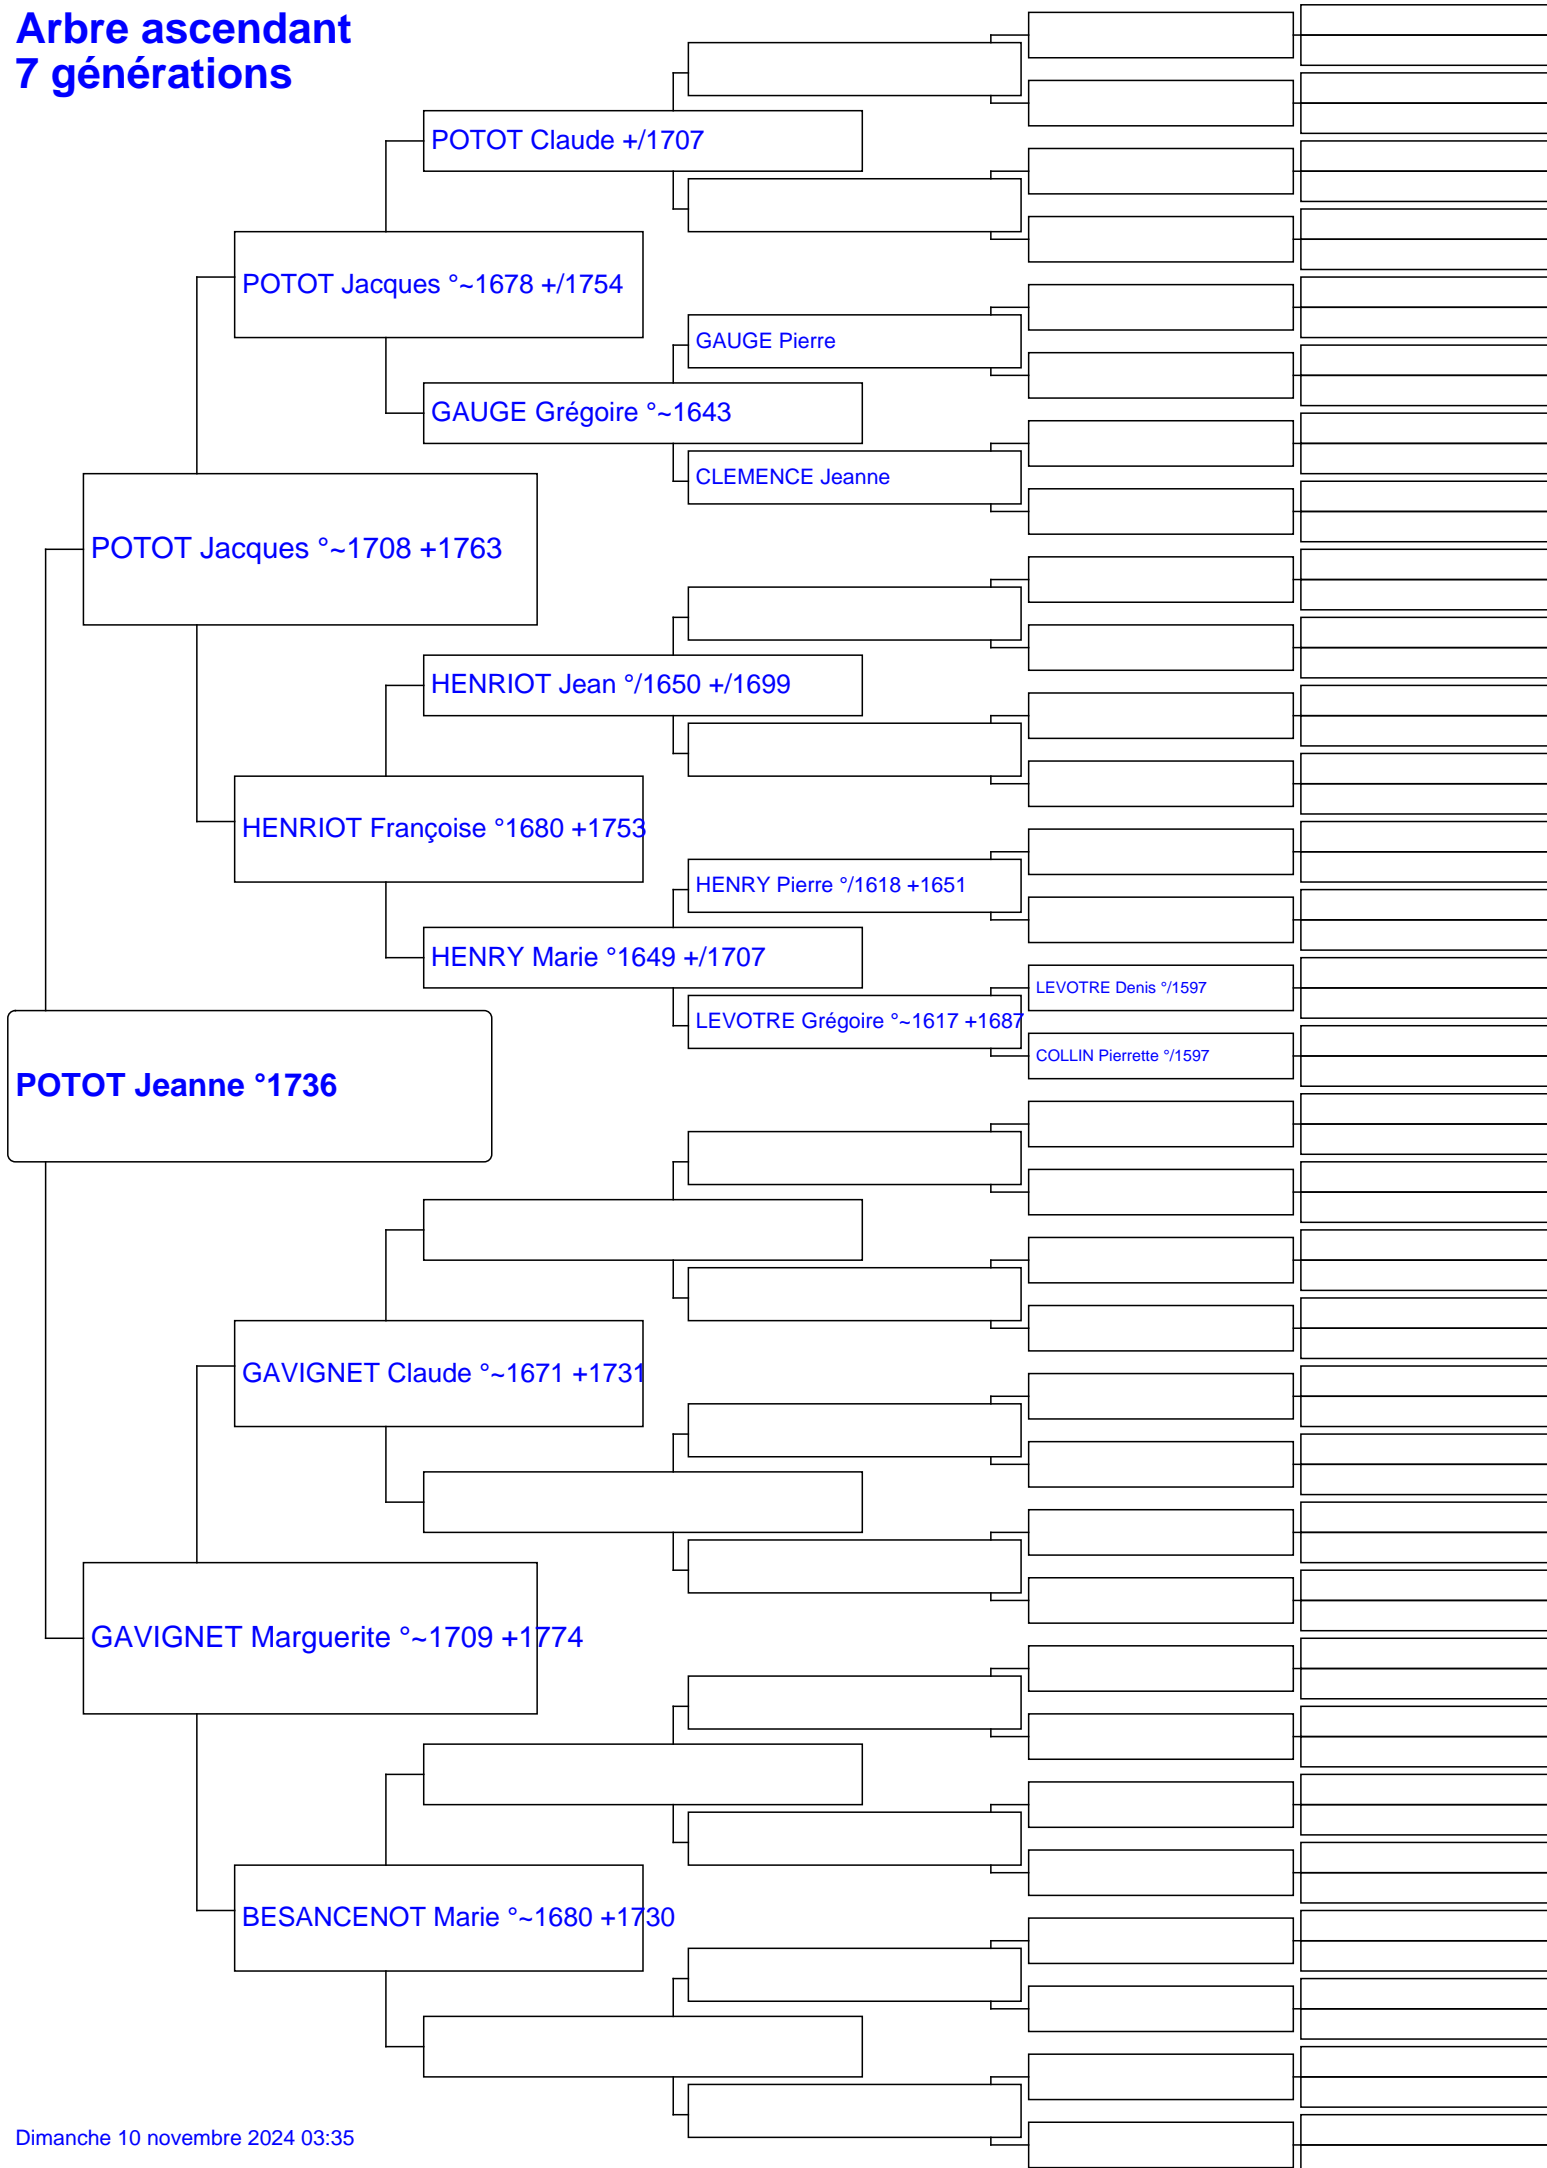 Arbre ascendant
7 générations
POTOT Claude +/1707
POTOT Jacques °~1678 +/1754
GAUGE Pierre
GAUGE Grégoire °~1643
CLEMENCE Jeanne
POTOT Jacques °~1708 +1763
HENRIOT Jean °/1650 +/1699
HENRIOT Françoise °1680 +1753
HENRY Pierre °/1618 +1651
HENRY Marie °1649 +/1707
LEVOTRE Denis °/1597
LEVOTRE Grégoire °~1617 +1687
COLLIN Pierrette °/1597
POTOT Jeanne °1736
GAVIGNET Claude °~1671 +1731
GAVIGNET Marguerite °~1709 +1774
BESANCENOT Marie °~1680 +1730
Dimanche 10 novembre 2024 03:35